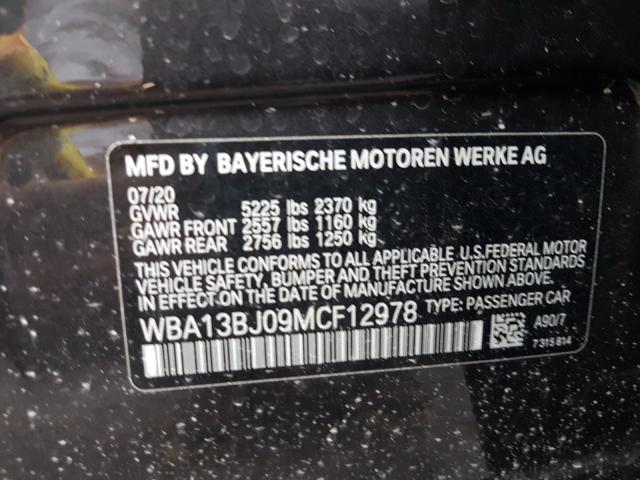 MFD BY BAYERISCHE MOTOREN WERKE AG
07/20
GVWR 5225 lbs 2370 kg
GAWR FRONT 2557 lbs 1160 kg
GAWR REAR 2756 lbs 1250 kg
THIS VEHICLE CONFORMS TO ALL APPLICABLE U.S.FEDERAL MOTOR
VEHICLE SAFETY, BUMPER AND THEFT PREVENTION STANDARDS
IN EFFECT ON THE DATE OF MANUFACTURE SHOWN ABOVE.
WBA13BJ09MCF12978 TYPE: PASSENGER CAR
A90/7
7315814